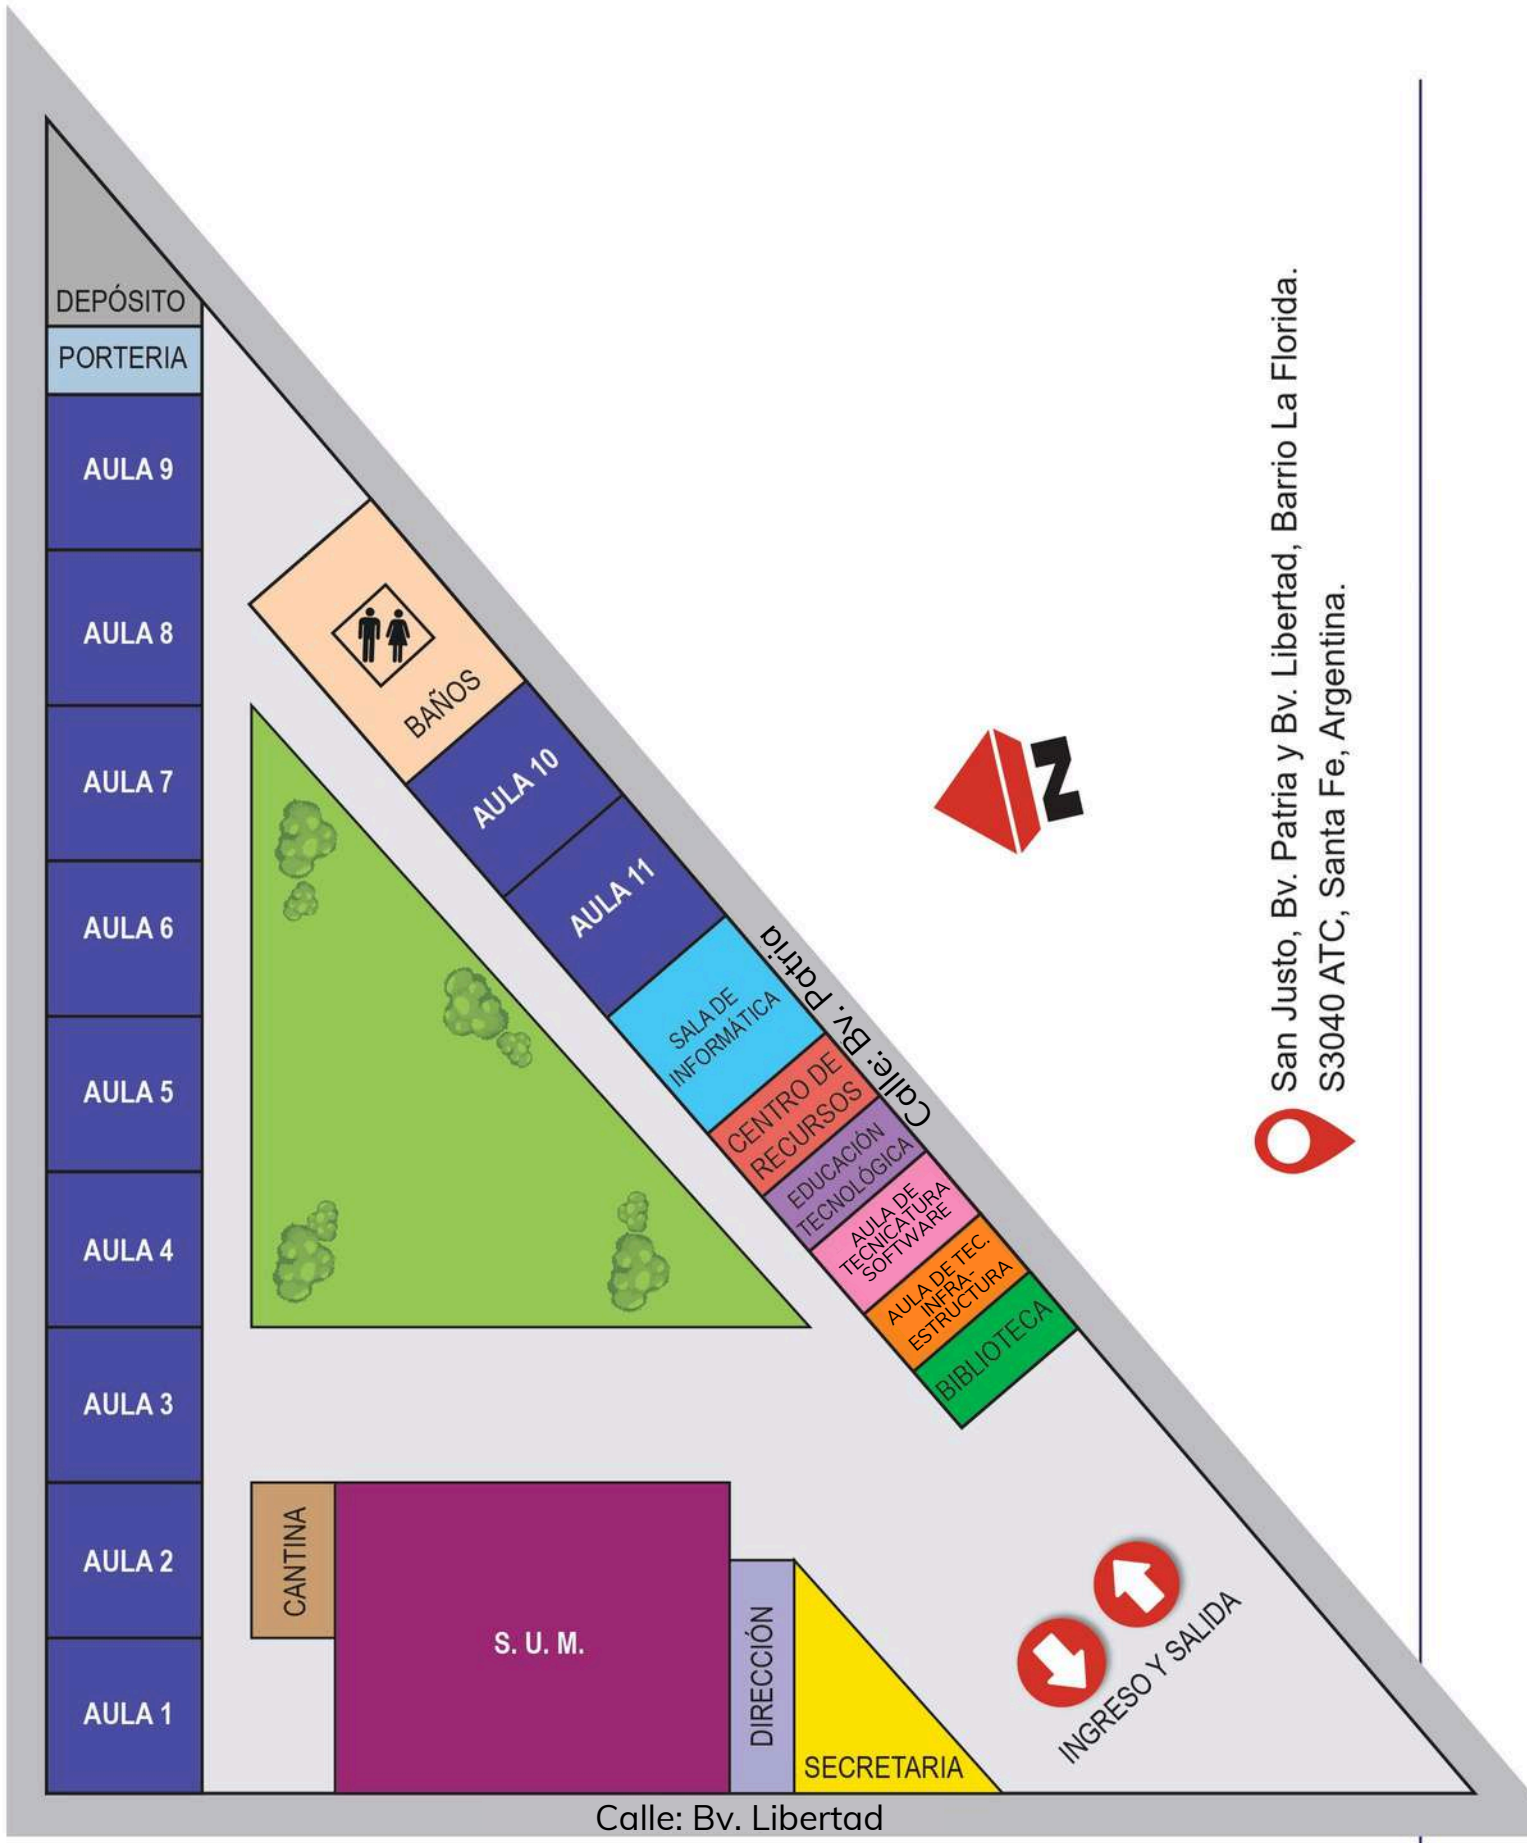 DEPÓSITO
PORTERIA
AULA 9
AULA 8
AULA 7
AULA 6
AULA 5
AULA 4
AULA 3
AULA 2
AULA 1
BAÑOS
AULA 10
AULA 11
SALA DE
INFORMÁTICA
CENTRO DE
RECURSOS
EDUCACIÓN
TECNOLÓGICA
AULA DE
TECNICATURA
SOFTWARE
AULA DE TEC.
INFRA-
ESTRUCTURA
BIBLIOTECA
Calle: Bv. Patria
CANTINA
S. U. M.
DIRECCIÓN
SECRETARIA
INGRESO Y SALIDA
Calle: Bv. Libertad
N
San Justo, Bv. Patria y Bv. Libertad, Barrio La Florida.
S3040 ATC, Santa Fe, Argentina.